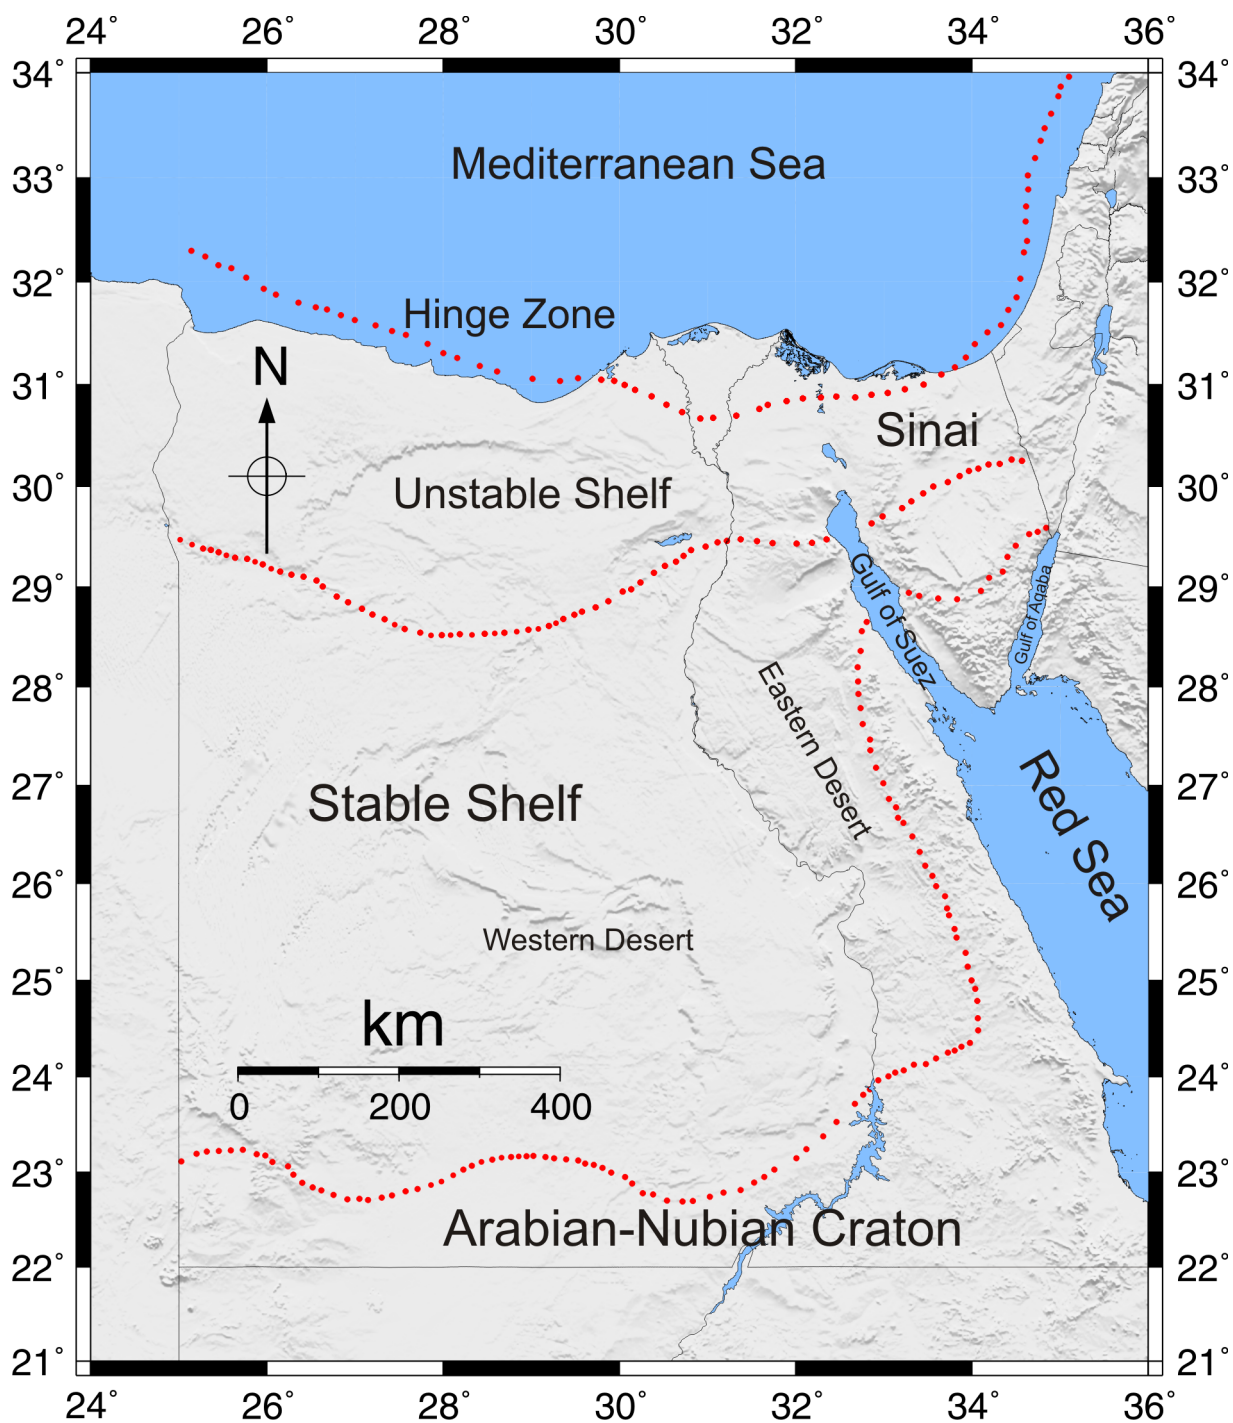 24° 26° 28° 30° 32° 34° 36°
34° 34°
Mediterranean Sea
33° 33°
32° 32°
Hinge Zone
N
31° 31°
Sinai
30° 30°
Unstable Shelf
29° 29°
Gulf of Suez
Gulf of Aqaba
28° 28°
Eastern Desert
Red Sea
27° 27°
Stable Shelf
26° 26°
Western Desert
25° 25°
km
24° 24°
0 200 400
23° 23°
Arabian-Nubian Craton
22° 22°
21° 21°
24° 26° 28° 30° 32° 34° 36°